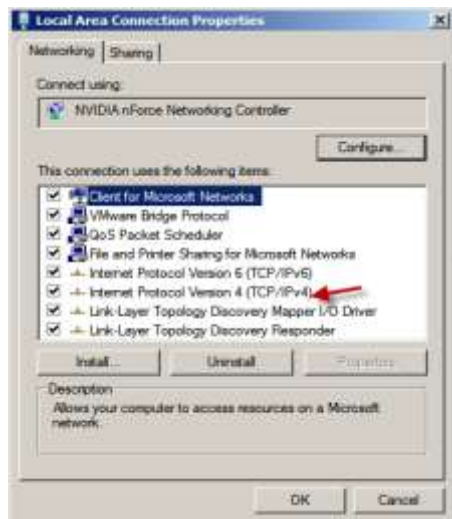 Local Area Connection Properties
Networking
Sharing
Connect using:
NVIDIA nForce Networking Controller
Configure...
This connection uses the following items:
Client for Microsoft Networks
VMware Bridge Protocol
QoS Packet Scheduler
File and Printer Sharing for Microsoft Networks
Internet Protocol Version 6 (TCP/IPv6)
Internet Protocol Version 4 (TCP/IPv4)
Link-Layer Topology Discovery Mapper I/O Driver
Link-Layer Topology Discovery Responder
Install...
Uninstall
Properties
Description
Allows your computer to access resources on a Microsoft
network.
OK
Cancel